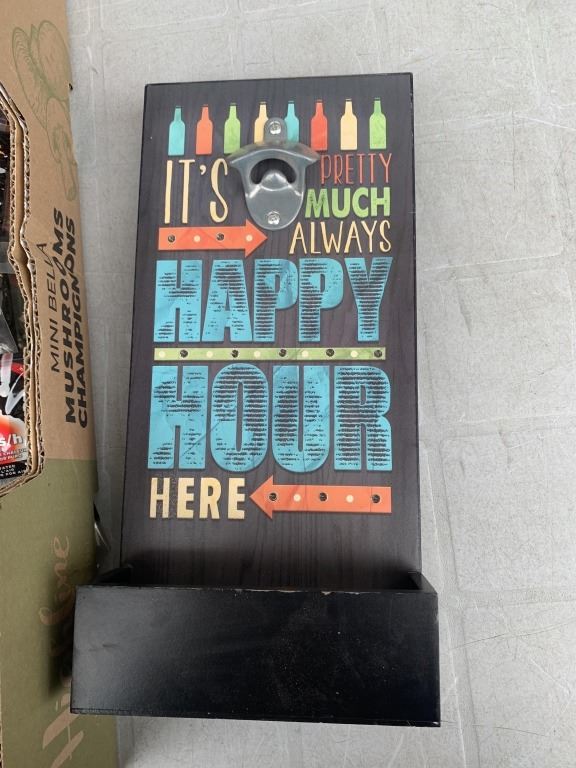 IT'S PRETTY
MUCH
ALWAYS
HAPPY
HOUR
HERE
MINI BELLA
MUSHROOMS
CHAMPIGNONS
s/h